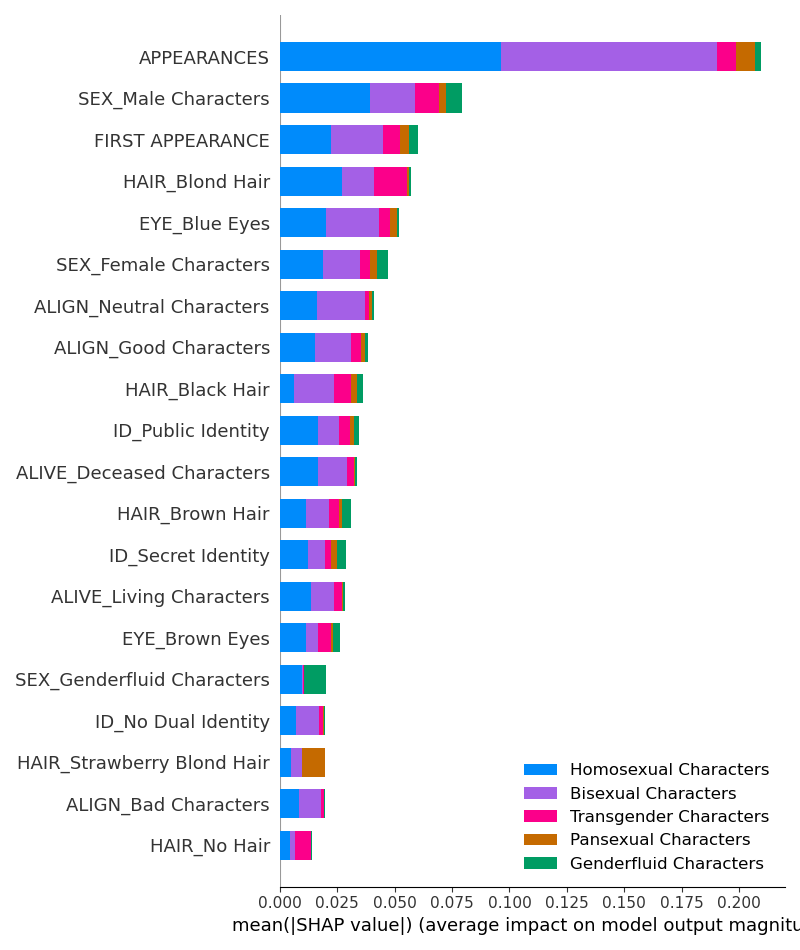 APPEARANCES
SEX_Male Characters
FIRST APPEARANCE
HAIR_Blond Hair
EYE_Blue Eyes
SEX_Female Characters
ALIGN_Neutral Characters
ALIGN_Good Characters
HAIR_Black Hair
ID_Public Identity
ALIVE_Deceased Characters
HAIR_Brown Hair
ID_Secret Identity
ALIVE_Living Characters
EYE_Brown Eyes
SEX_Genderfluid Characters
ID_No Dual Identity
HAIR_Strawberry Blond Hair
ALIGN_Bad Characters
HAIR_No Hair
Homosexual Characters
Bisexual Characters
Transgender Characters
Pansexual Characters
Genderfluid Characters
0.000 0.025 0.050 0.075 0.100 0.125 0.150 0.175 0.200
mean(|SHAP value|) (average impact on model output magnitu